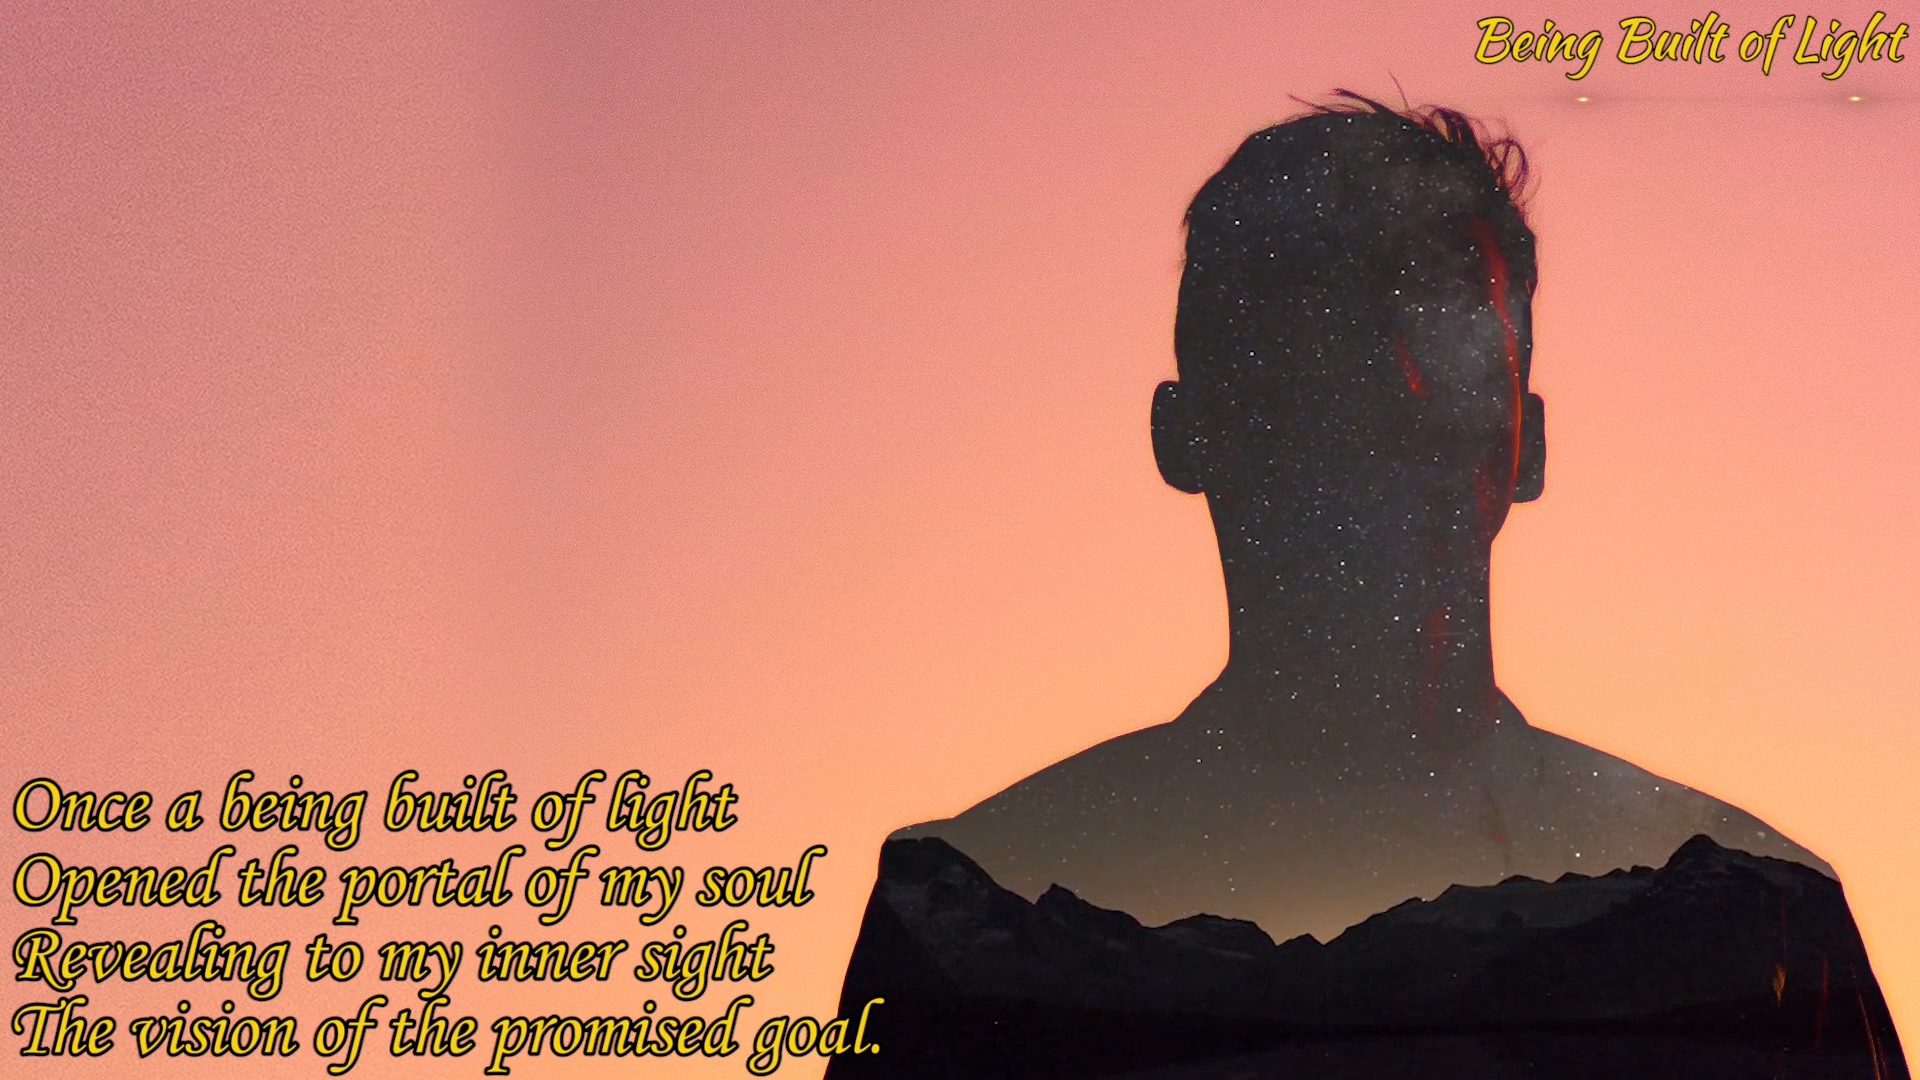 Being Built of Light
Once a being built of light
Opened the portal of my soul
Revealing to my inner sight
The vision of the promised goal.